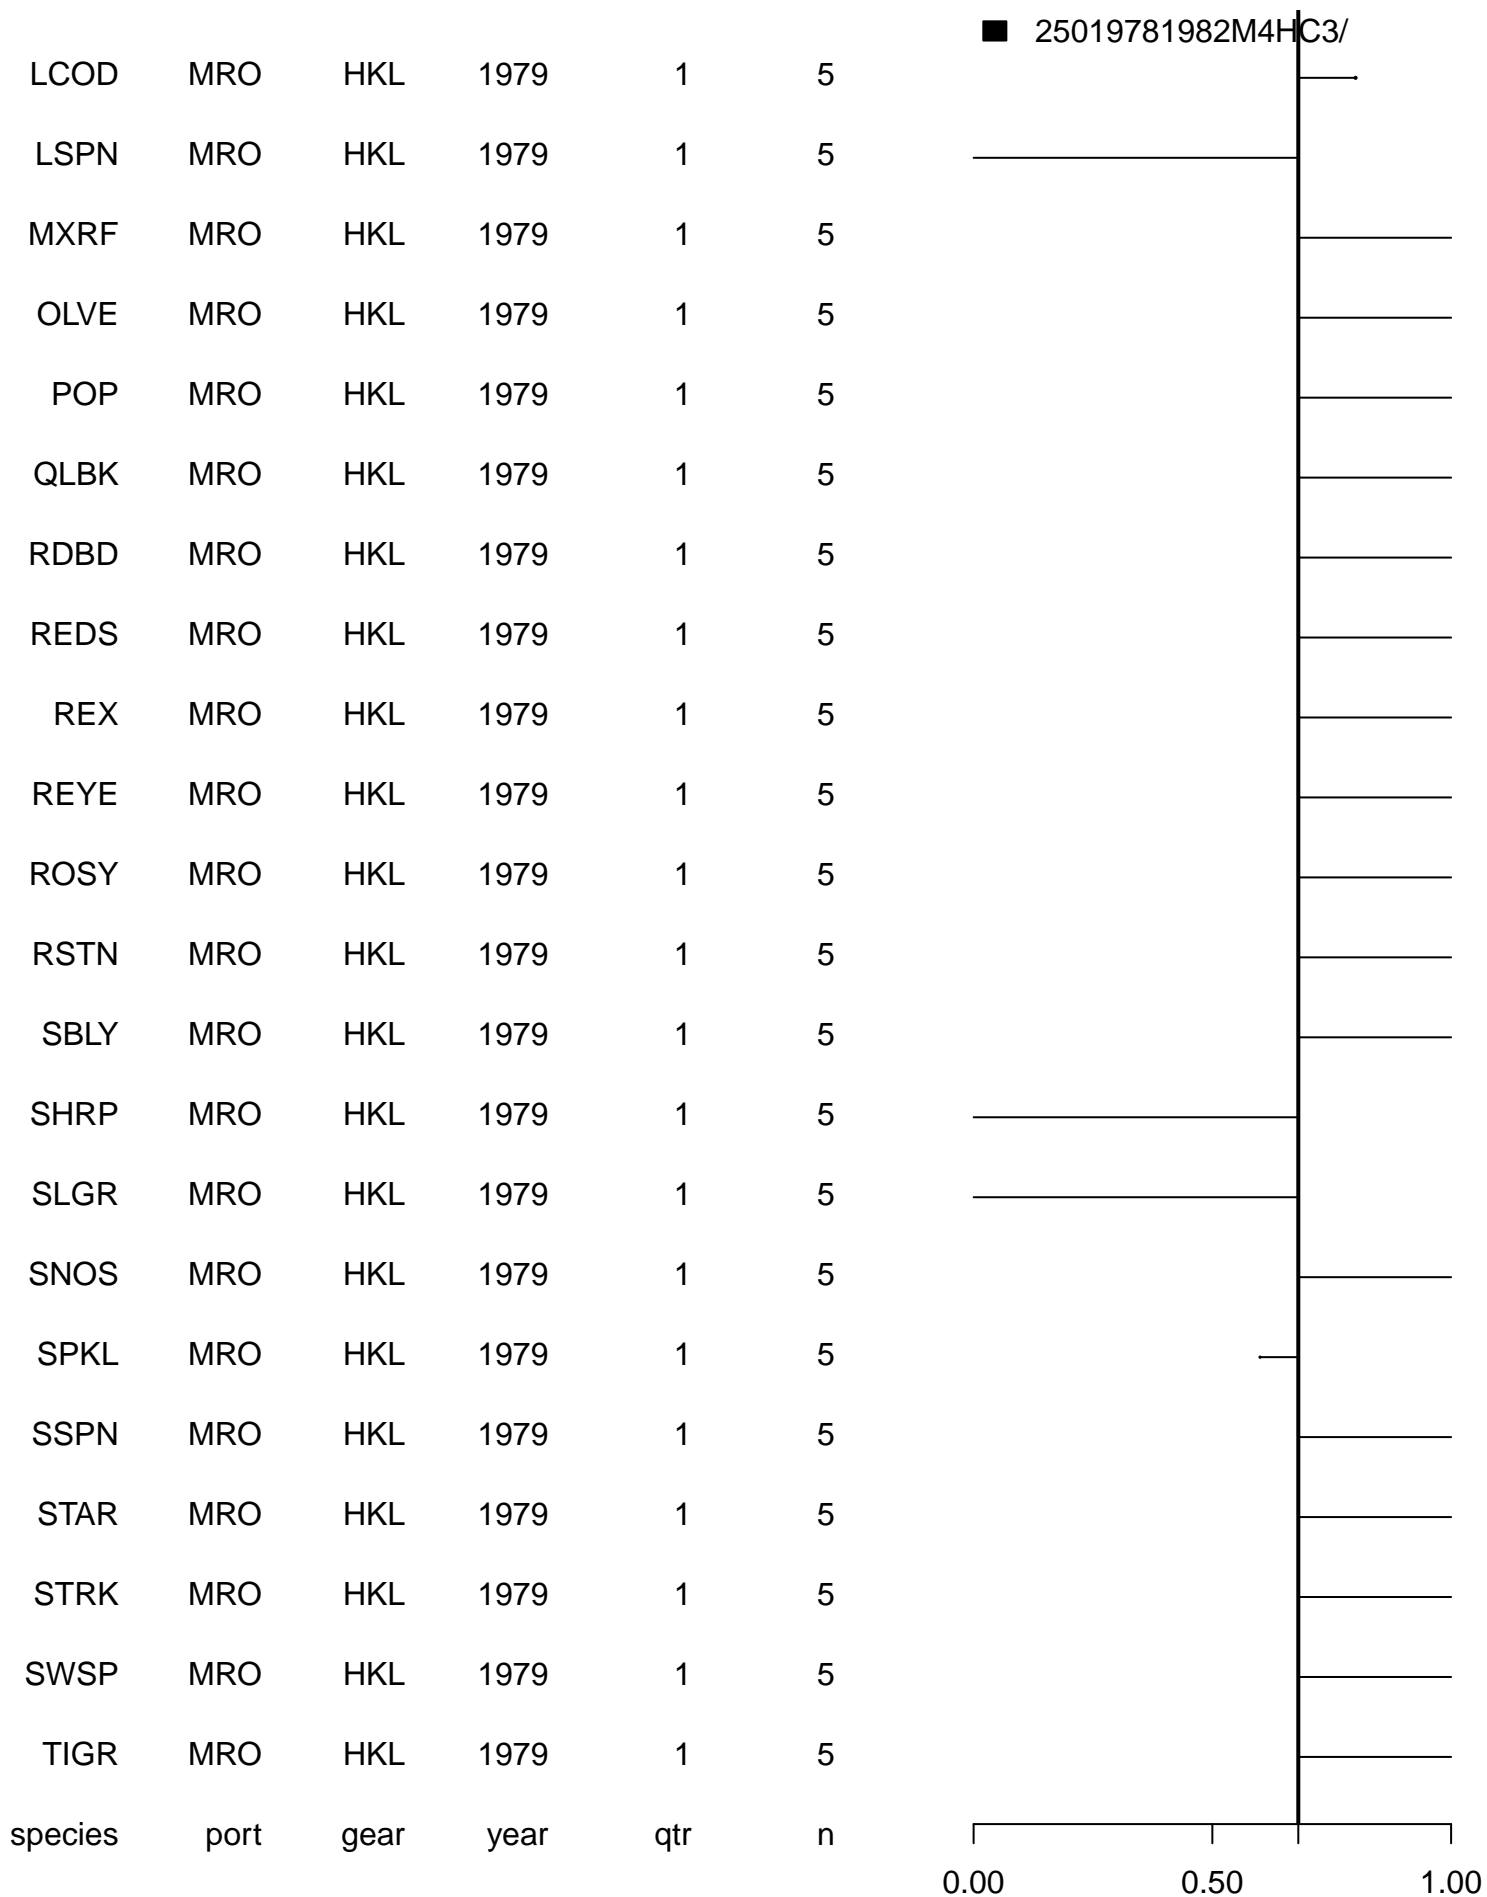 25019781982M4HC3/
LCOD MRO HKL 1979 1 5
LSPN MRO HKL 1979 1 5
MXRF MRO HKL 1979 1 5
OLVE MRO HKL 1979 1 5
POP MRO HKL 1979 1 5
QLBK MRO HKL 1979 1 5
RDBD MRO HKL 1979 1 5
REDS MRO HKL 1979 1 5
REX MRO HKL 1979 1 5
REYE MRO HKL 1979 1 5
ROSY MRO HKL 1979 1 5
RSTN MRO HKL 1979 1 5
SBLY MRO HKL 1979 1 5
SHRP MRO HKL 1979 1 5
SLGR MRO HKL 1979 1 5
SNOS MRO HKL 1979 1 5
SPKL MRO HKL 1979 1 5
SSPN MRO HKL 1979 1 5
STAR MRO HKL 1979 1 5
STRK MRO HKL 1979 1 5
SWSP MRO HKL 1979 1 5
TIGR MRO HKL 1979 1 5
species port gear year qtr n
0.00 0.50 1.00